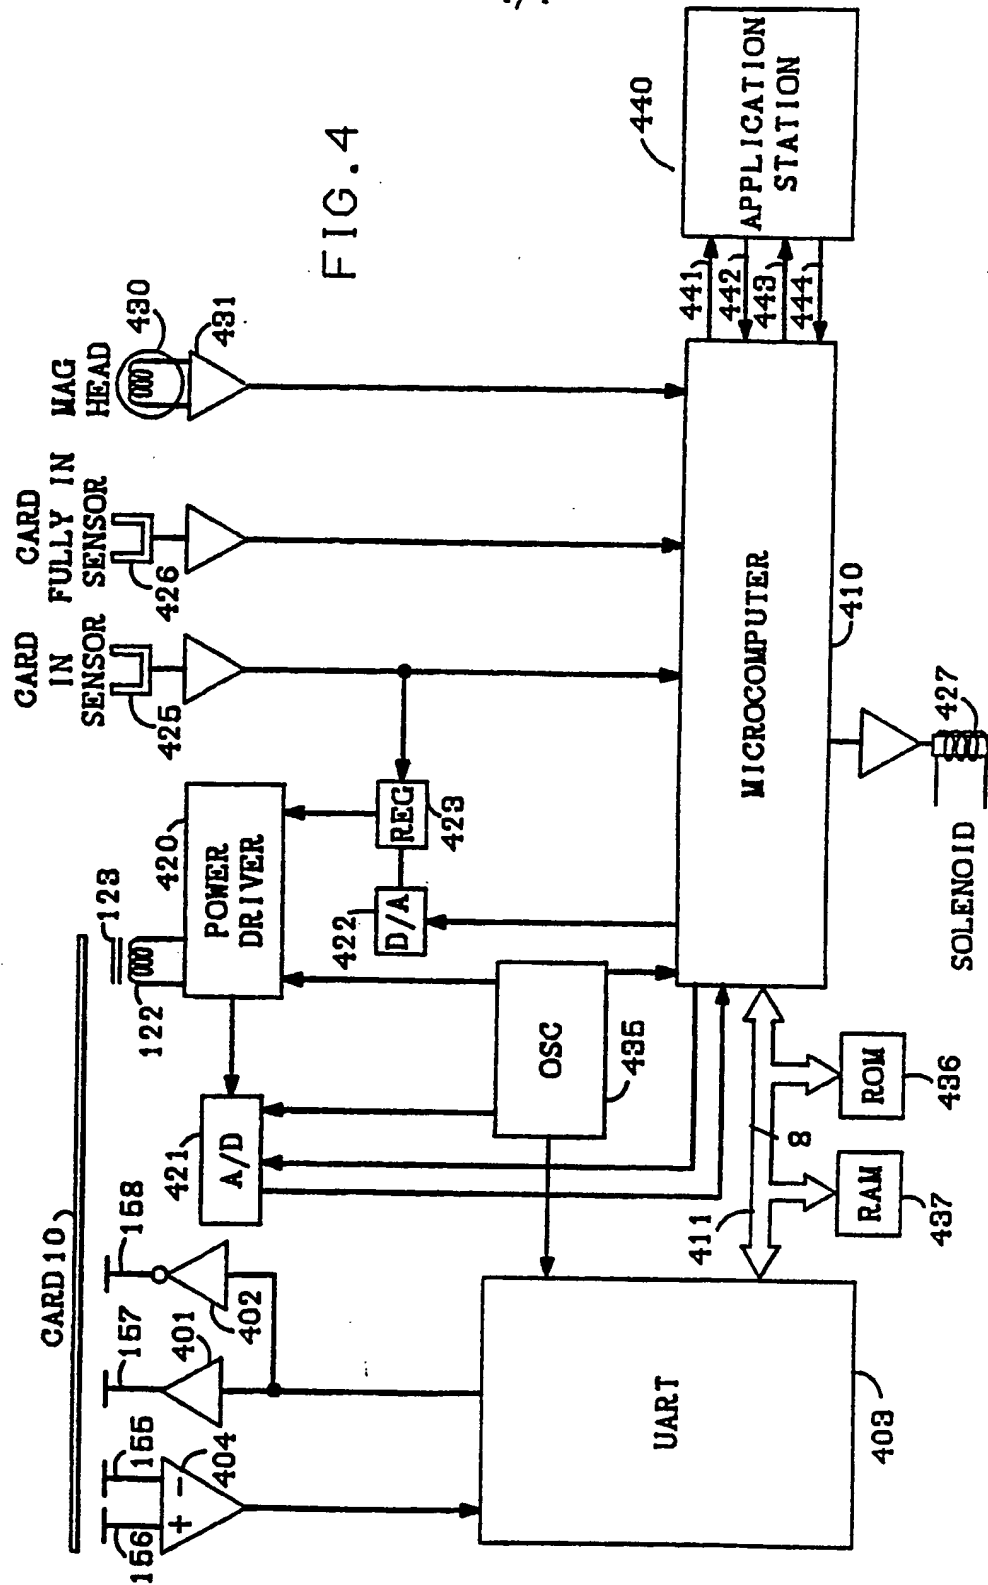 FIG.4
CARD 10
CARD
IN
SENSOR
CARD
FULLY IN
SENSOR
MAG
HEAD
156
155
157
158
122
123
425
426
430
431
+ -
404
401
402
421
A/D
POWER
DRIVER
420
422
D/A
REG
423
OSC
435
UART
403
411
8
RAM
437
ROM
436
MICROCOMPUTER
410
SOLENOID
427
441
442
443
444
440
APPLICATION
STATION